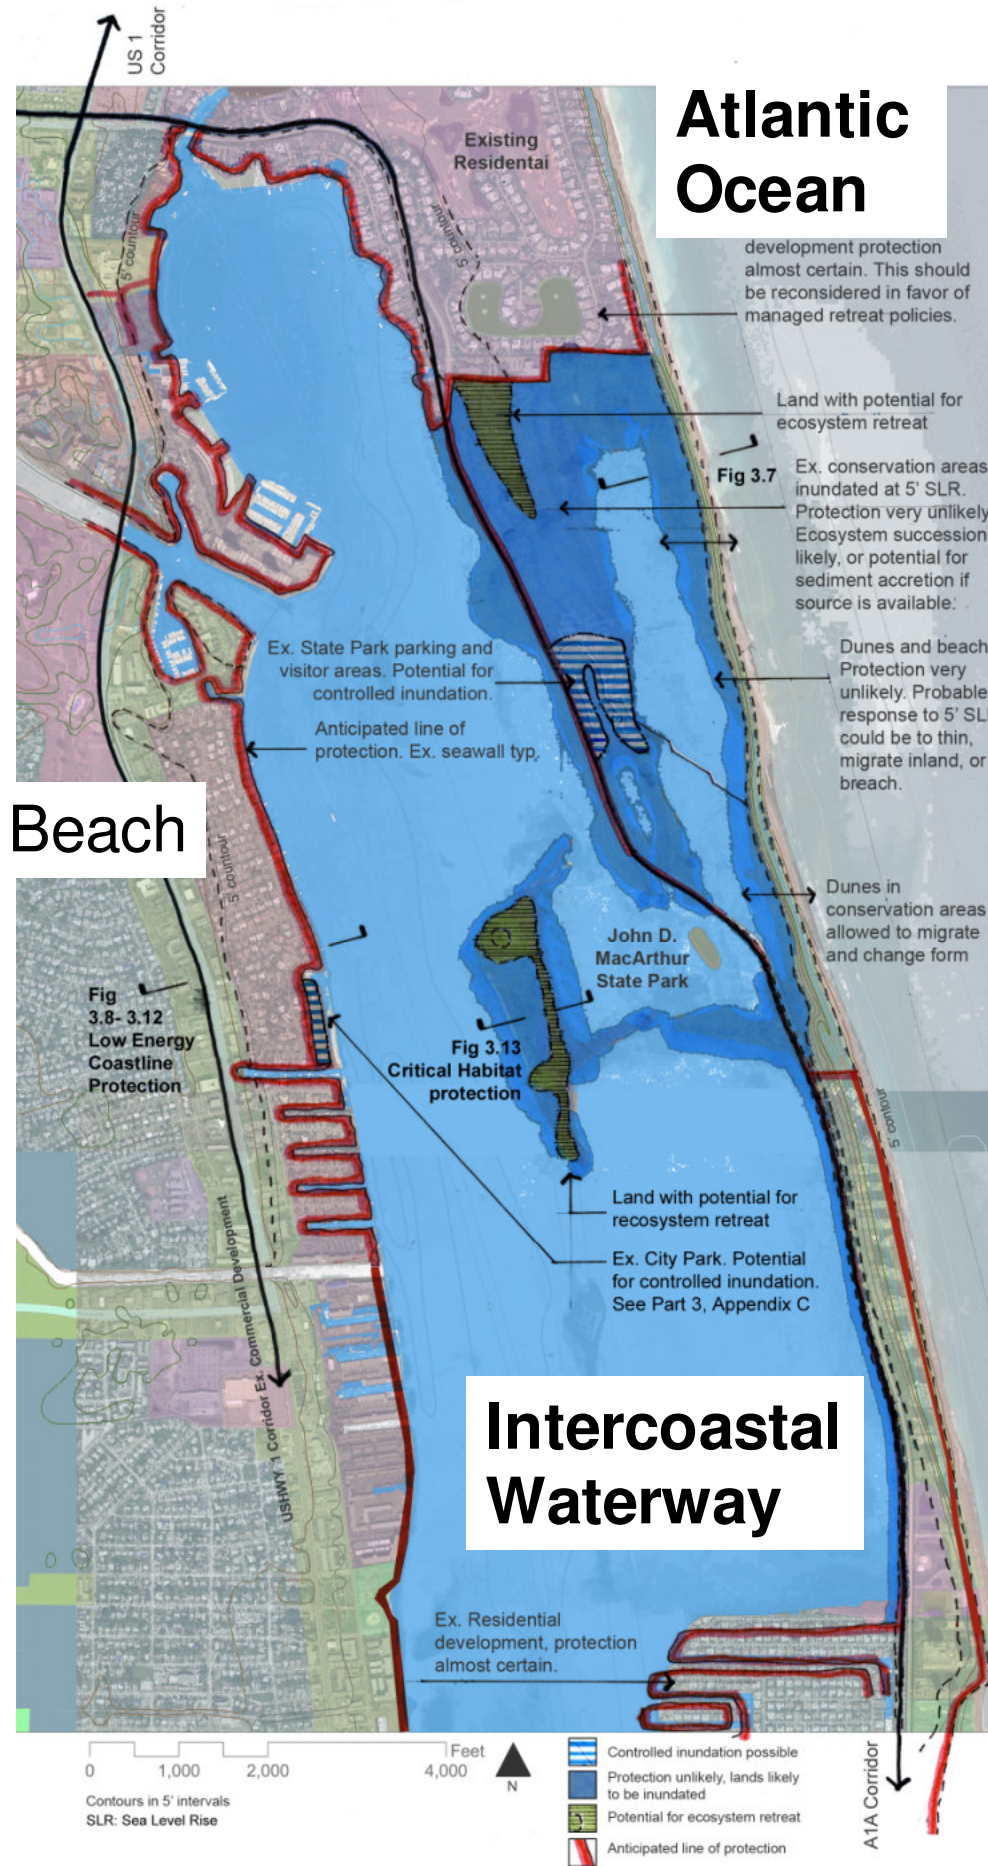 US 1
Corridor
Atlantic
Ocean
Existing
Residentai
5' countour
5' countour
development protection
almost certain. This should
be reconsidered in favor of
managed retreat policies.
Land with potential for
ecosystem retreat
Fig 3.7
Ex. conservation areas
inundated at 5' SLR.
Protection very unlikely
Ecosystem succession
likely, or potential for
sediment accretion if
source is available.
Ex. State Park parking and
visitor areas. Potential for
controlled inundation.
Dunes and beach
Protection very
unlikely. Probable
response to 5' SL
could be to thin,
migrate inland, or
breach.
Anticipated line of
protection. Ex. seawall typ.
Beach
5' countour
Dunes in
conservation areas
allowed to migrate
and change form
John D.
MacArthur
State Park
Fig
3.8- 3.12
Low Energy
Coastline
Protection
Fig 3.13
Critical Habitat
protection
5' contour
Land with potential for
recosystem retreat
Ex. City Park. Potential
for controlled inundation.
See Part 3, Appendix C
USHWY 1 Corridor Ex. Commercial Development
Intercoastal
Waterway
Ex. Residential
development, protection
almost certain.
Feet
0 1,000 2,000 4,000
N
Contours in 5' intervals
SLR: Sea Level Rise
Controlled inundation possible
Protection unlikely, lands likely
to be inundated
Potential for ecosystem retreat
Anticipated line of protection
A1A Corridor